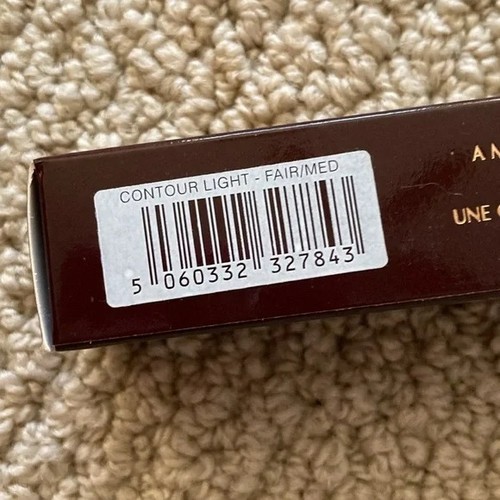 CONTOUR LIGHT - FAIR/MED
5 060332 327843
A M
UNE